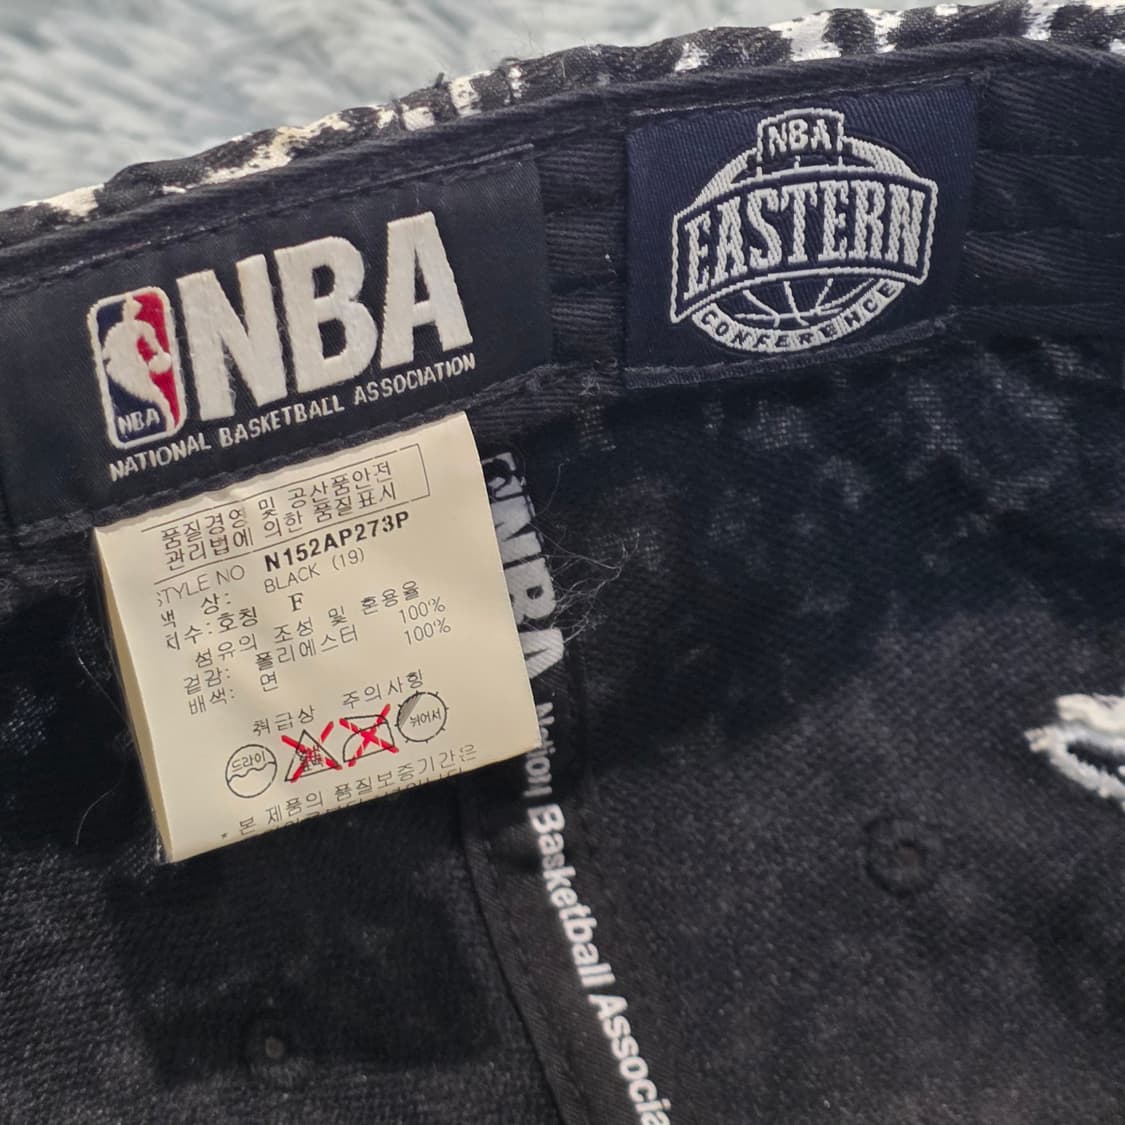 NBA
EASTERN
CONFERENCE
NBA
NBA
NATIONAL BASKETBALL ASSOCIATION
품질경영 및 공산품안전
관리법에 의한 품질표시
STYLE NO N152AP273P
색 상: BLACK (19)
치수:호칭 F
섬유의 조성 및 혼용율
겉감: 폴리에스터 100%
배색: 면 100%
취급상 주의사항
드라이
뉘어서
* 본 제품의 품질보증기간은
NBA National Basketball Associa